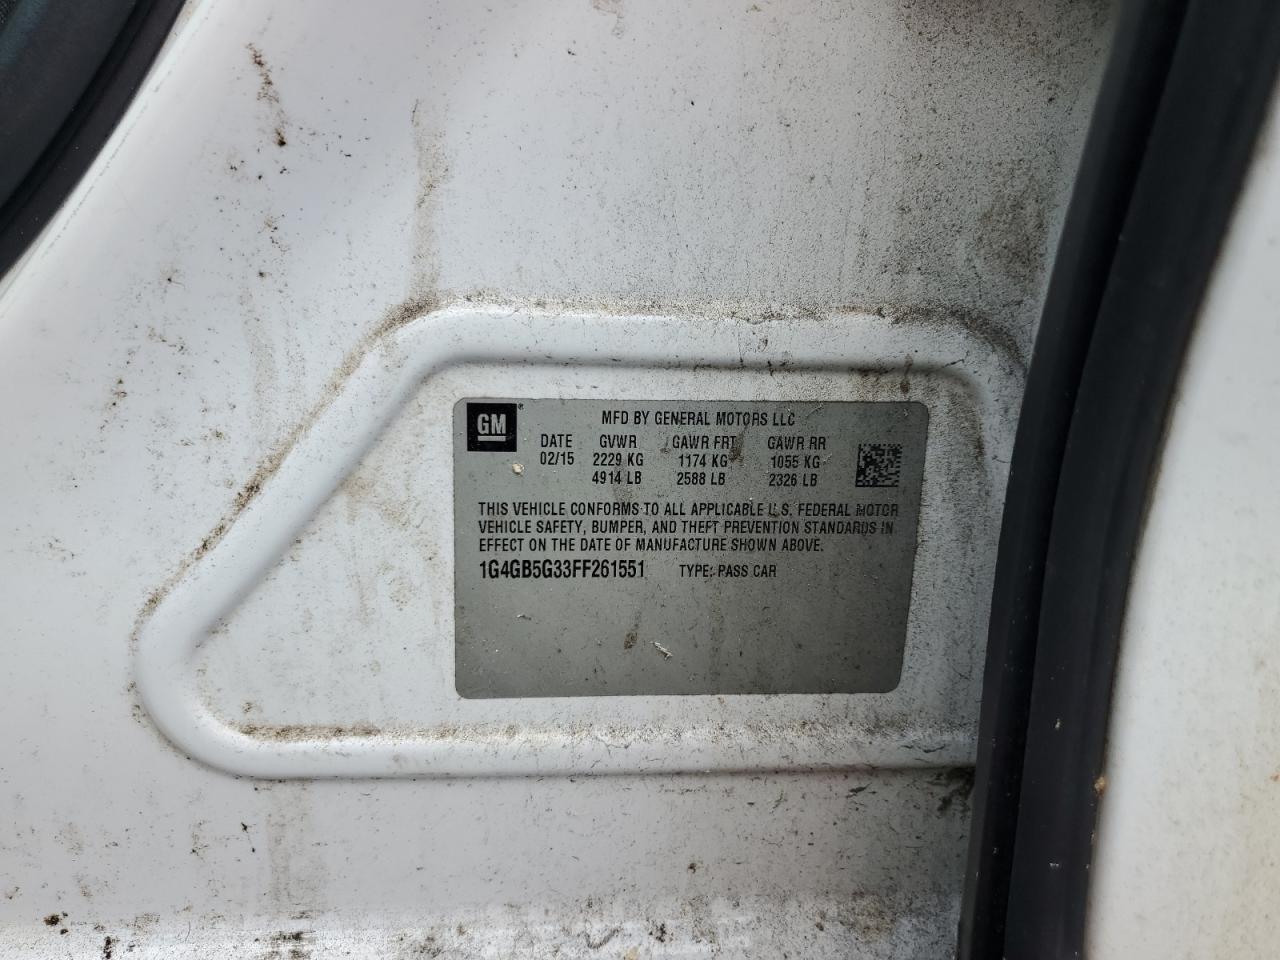 GM ®
MFD BY GENERAL MOTORS LLC
DATE GVWR GAWR FRT GAWR RR
02/15 2229 KG 1174 KG 1055 KG
4914 LB 2588 LB 2326 LB
THIS VEHICLE CONFORMS TO ALL APPLICABLE U.S. FEDERAL MOTOR
VEHICLE SAFETY, BUMPER, AND THEFT PREVENTION STANDARDS IN
EFFECT ON THE DATE OF MANUFACTURE SHOWN ABOVE.
1G4GB5G33FF261551 TYPE: PASS CAR